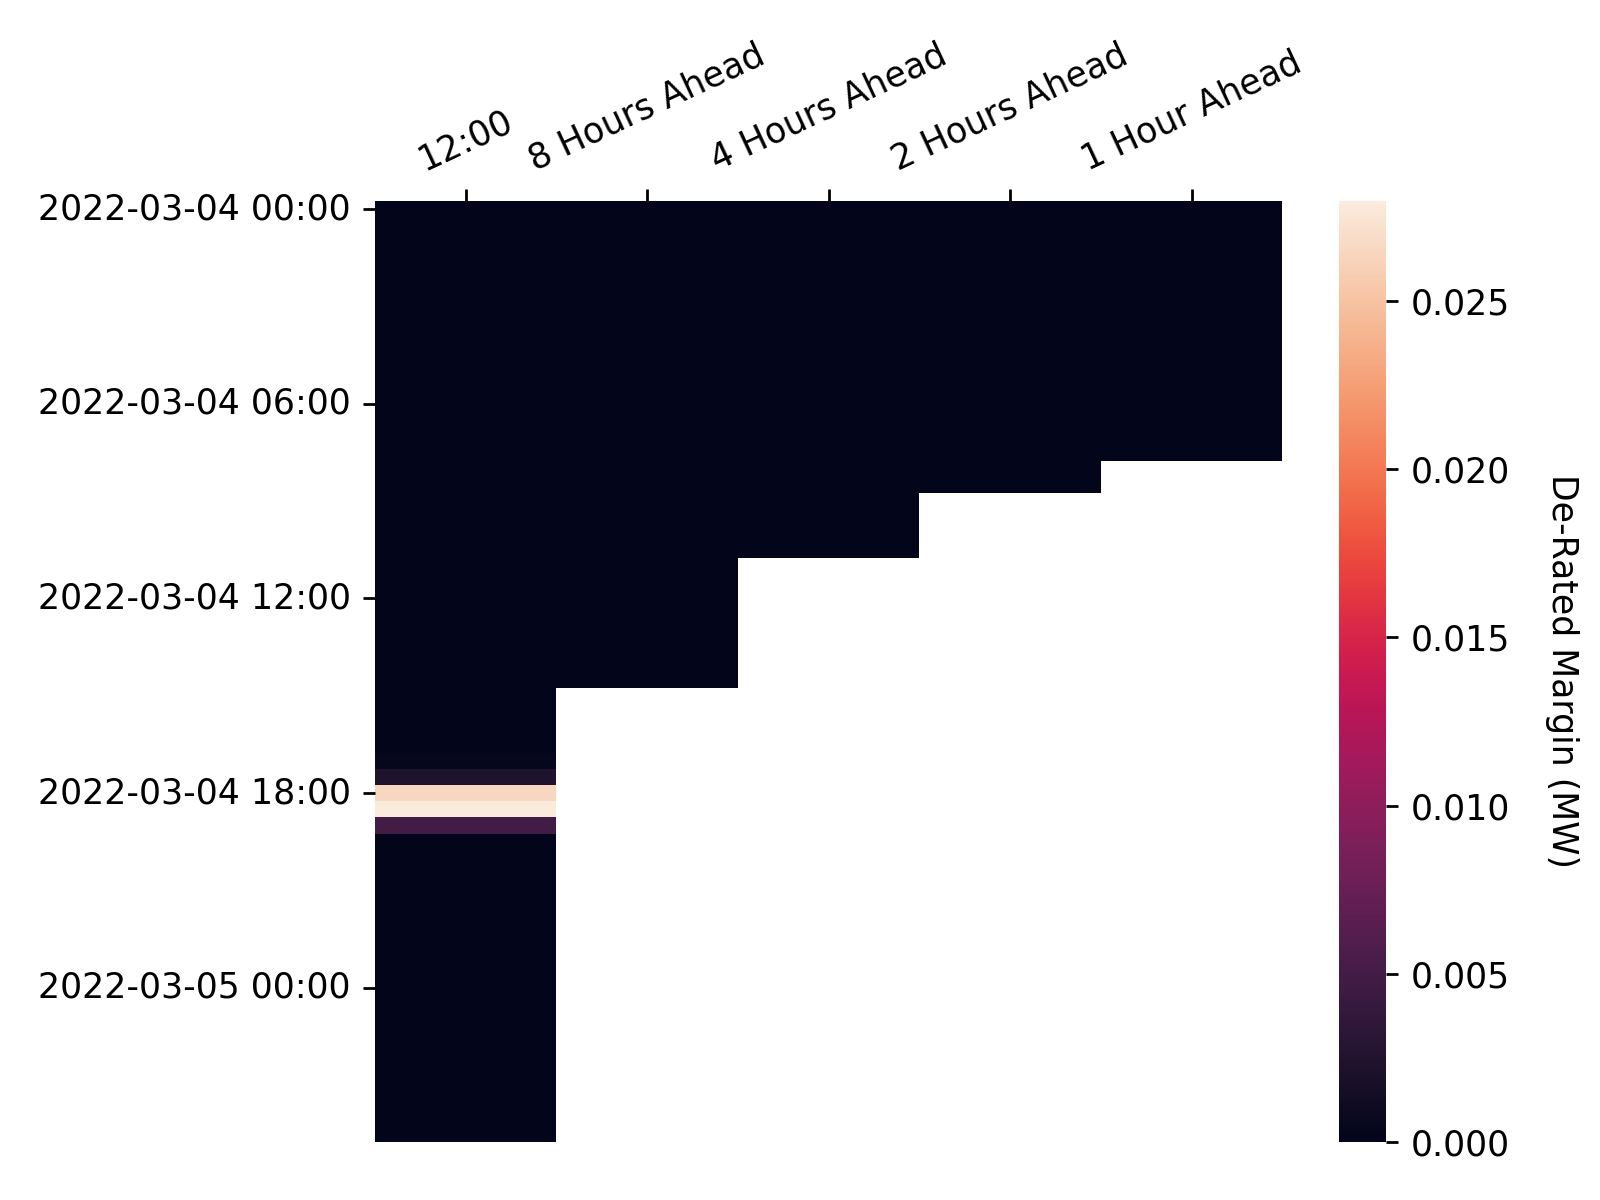 12:00
8 Hours Ahead
4 Hours Ahead
2 Hours Ahead
1 Hour Ahead
2022-03-04 00:00
2022-03-04 06:00
2022-03-04 12:00
2022-03-04 18:00
2022-03-05 00:00
0.025
0.020
0.015
0.010
0.005
0.000
De-Rated Margin (MW)